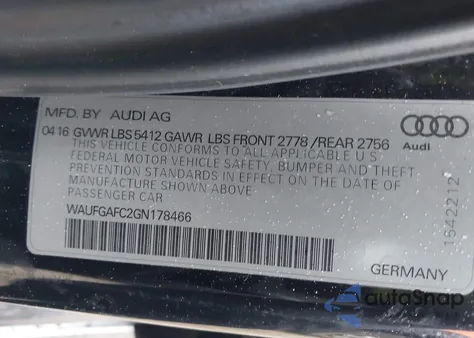 MFD. BY AUDI AG
0416 GVWR LBS 5412 GAWR LBS FRONT 2778 /REAR 2756
THIS VEHICLE CONFORMS TO ALL APPLICABLE U S
FEDERAL MOTOR VEHICLE SAFETY, BUMPER AND THEFT
PREVENTION STANDARDS IN EFFECT ON THE DATE OF
MANUFACTURE SHOWN ABOVE
PASSENGER CAR
WAUFGAFC2GN178466
Audi
1542212
GERMANY
autoSnap